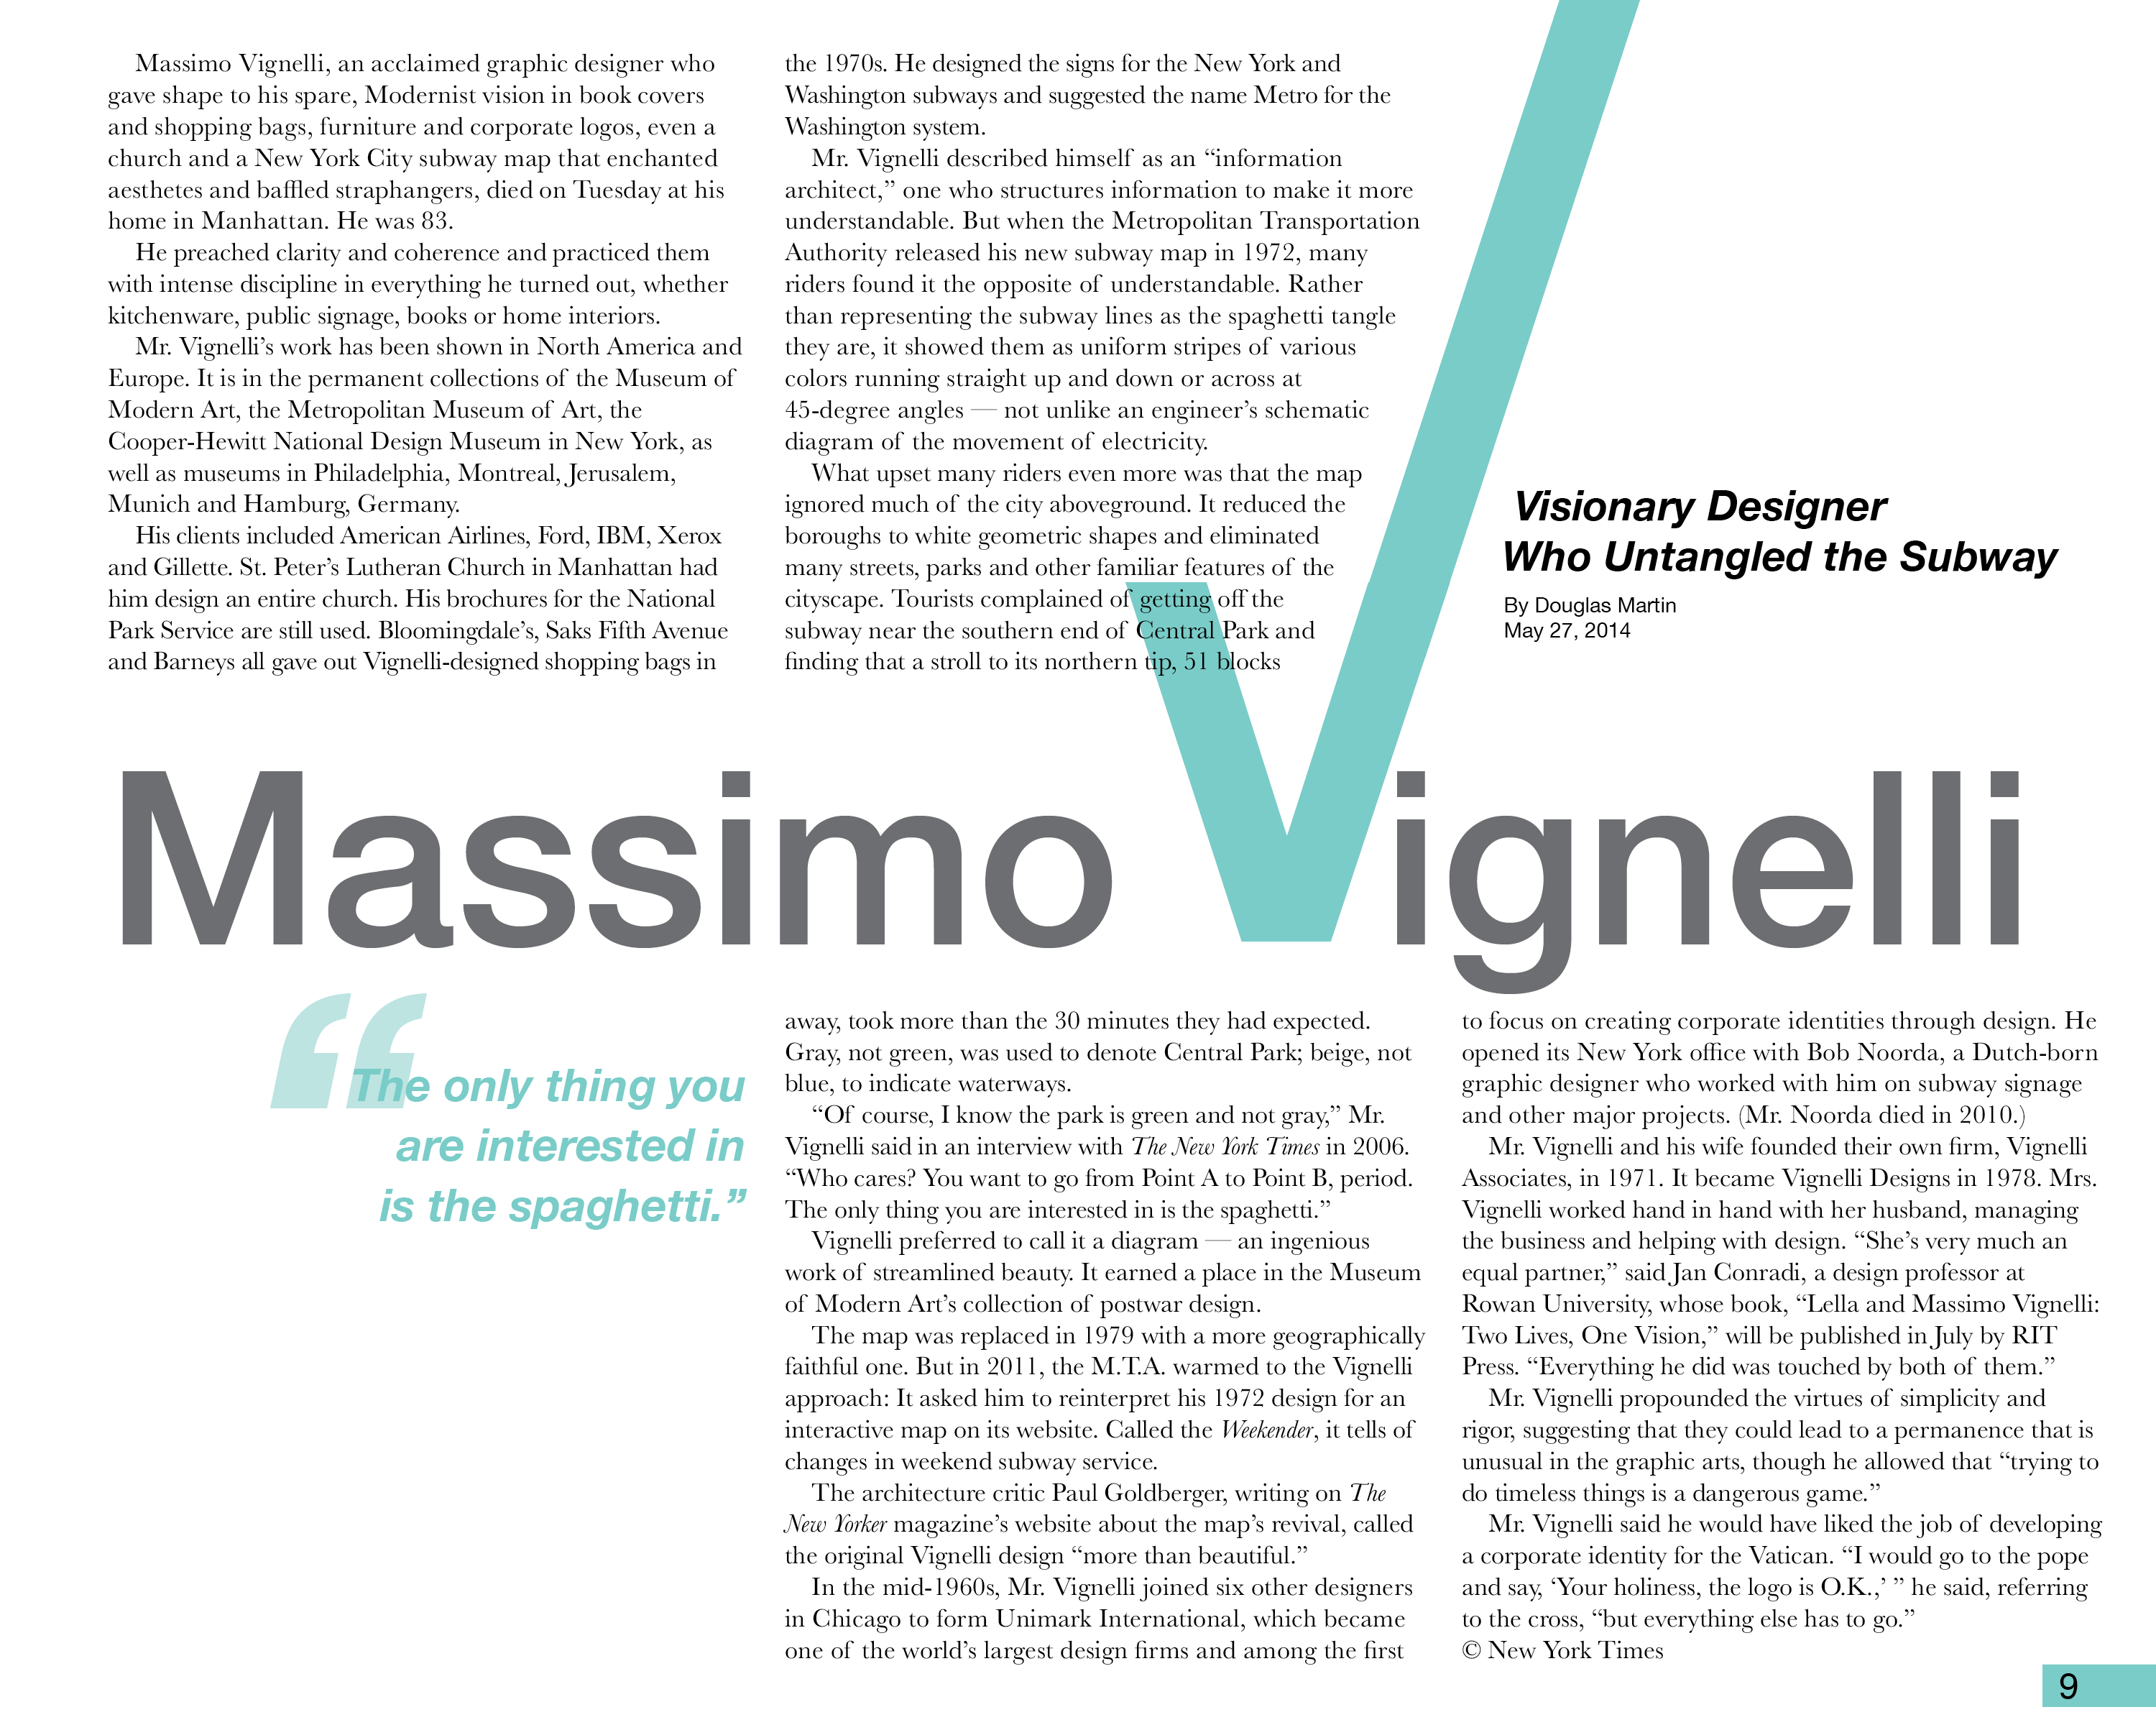 Massimo Vignelli, an acclaimed graphic designer who
gave shape to his spare, Modernist vision in book covers
and shopping bags, furniture and corporate logos, even a
church and a New York City subway map that enchanted
aesthetes and baffled straphangers, died on Tuesday at his
home in Manhattan. He was 83.
He preached clarity and coherence and practiced them
with intense discipline in everything he turned out, whether
kitchenware, public signage, books or home interiors.
Mr. Vignelli’s work has been shown in North America and
Europe. It is in the permanent collections of the Museum of
Modern Art, the Metropolitan Museum of Art, the
Cooper-Hewitt National Design Museum in New York, as
well as museums in Philadelphia, Montreal, Jerusalem,
Munich and Hamburg, Germany.
His clients included American Airlines, Ford, IBM, Xerox
and Gillette. St. Peter’s Lutheran Church in Manhattan had
him design an entire church. His brochures for the National
Park Service are still used. Bloomingdale’s, Saks Fifth Avenue
and Barneys all gave out Vignelli-designed shopping bags in
the 1970s. He designed the signs for the New York and
Washington subways and suggested the name Metro for the
Washington system.
Mr. Vignelli described himself as an “information
architect,” one who structures information to make it more
understandable. But when the Metropolitan Transportation
Authority released his new subway map in 1972, many
riders found it the opposite of understandable. Rather
than representing the subway lines as the spaghetti tangle
they are, it showed them as uniform stripes of various
colors running straight up and down or across at
45-degree angles — not unlike an engineer’s schematic
diagram of the movement of electricity.
What upset many riders even more was that the map
ignored much of the city aboveground. It reduced the
boroughs to white geometric shapes and eliminated
many streets, parks and other familiar features of the
cityscape. Tourists complained of getting off the
subway near the southern end of Central Park and
finding that a stroll to its northern tip, 51 blocks
Visionary Designer
Who Untangled the Subway
By Douglas Martin
May 27, 2014
Massimo Vignelli
“The only thing you
are interested in
is the spaghetti.”
away, took more than the 30 minutes they had expected.
Gray, not green, was used to denote Central Park; beige, not
blue, to indicate waterways.
“Of course, I know the park is green and not gray,” Mr.
Vignelli said in an interview with The New York Times in 2006.
“Who cares? You want to go from Point A to Point B, period.
The only thing you are interested in is the spaghetti.”
Vignelli preferred to call it a diagram — an ingenious
work of streamlined beauty. It earned a place in the Museum
of Modern Art’s collection of postwar design.
The map was replaced in 1979 with a more geographically
faithful one. But in 2011, the M.T.A. warmed to the Vignelli
approach: It asked him to reinterpret his 1972 design for an
interactive map on its website. Called the Weekender, it tells of
changes in weekend subway service.
The architecture critic Paul Goldberger, writing on The
New Yorker magazine’s website about the map’s revival, called
the original Vignelli design “more than beautiful.”
In the mid-1960s, Mr. Vignelli joined six other designers
in Chicago to form Unimark International, which became
one of the world’s largest design firms and among the first
to focus on creating corporate identities through design. He
opened its New York office with Bob Noorda, a Dutch-born
graphic designer who worked with him on subway signage
and other major projects. (Mr. Noorda died in 2010.)
Mr. Vignelli and his wife founded their own firm, Vignelli
Associates, in 1971. It became Vignelli Designs in 1978. Mrs.
Vignelli worked hand in hand with her husband, managing
the business and helping with design. “She’s very much an
equal partner,” said Jan Conradi, a design professor at
Rowan University, whose book, “Lella and Massimo Vignelli:
Two Lives, One Vision,” will be published in July by RIT
Press. “Everything he did was touched by both of them.”
Mr. Vignelli propounded the virtues of simplicity and
rigor, suggesting that they could lead to a permanence that is
unusual in the graphic arts, though he allowed that “trying to
do timeless things is a dangerous game.”
Mr. Vignelli said he would have liked the job of developing
a corporate identity for the Vatican. “I would go to the pope
and say, ‘Your holiness, the logo is O.K.,’ ” he said, referring
to the cross, “but everything else has to go.”
© New York Times
9